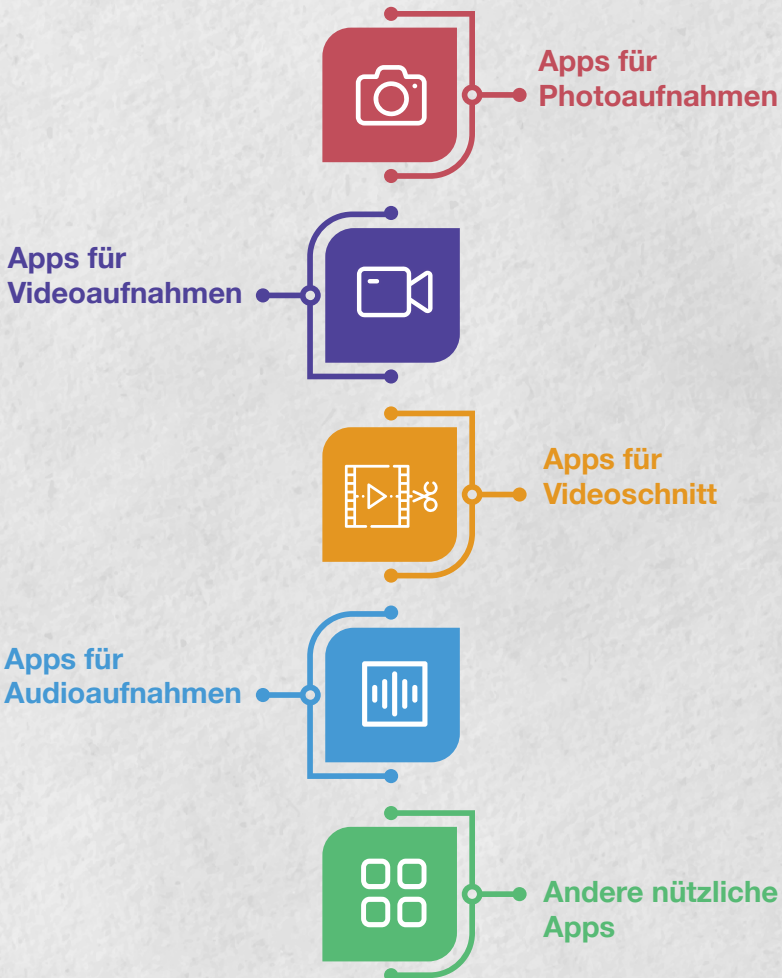 Apps für
Photoaufnahmen
Apps für
Videoaufnahmen
Apps für
Videoschnitt
Apps für
Audioaufnahmen
Andere nützliche
Apps